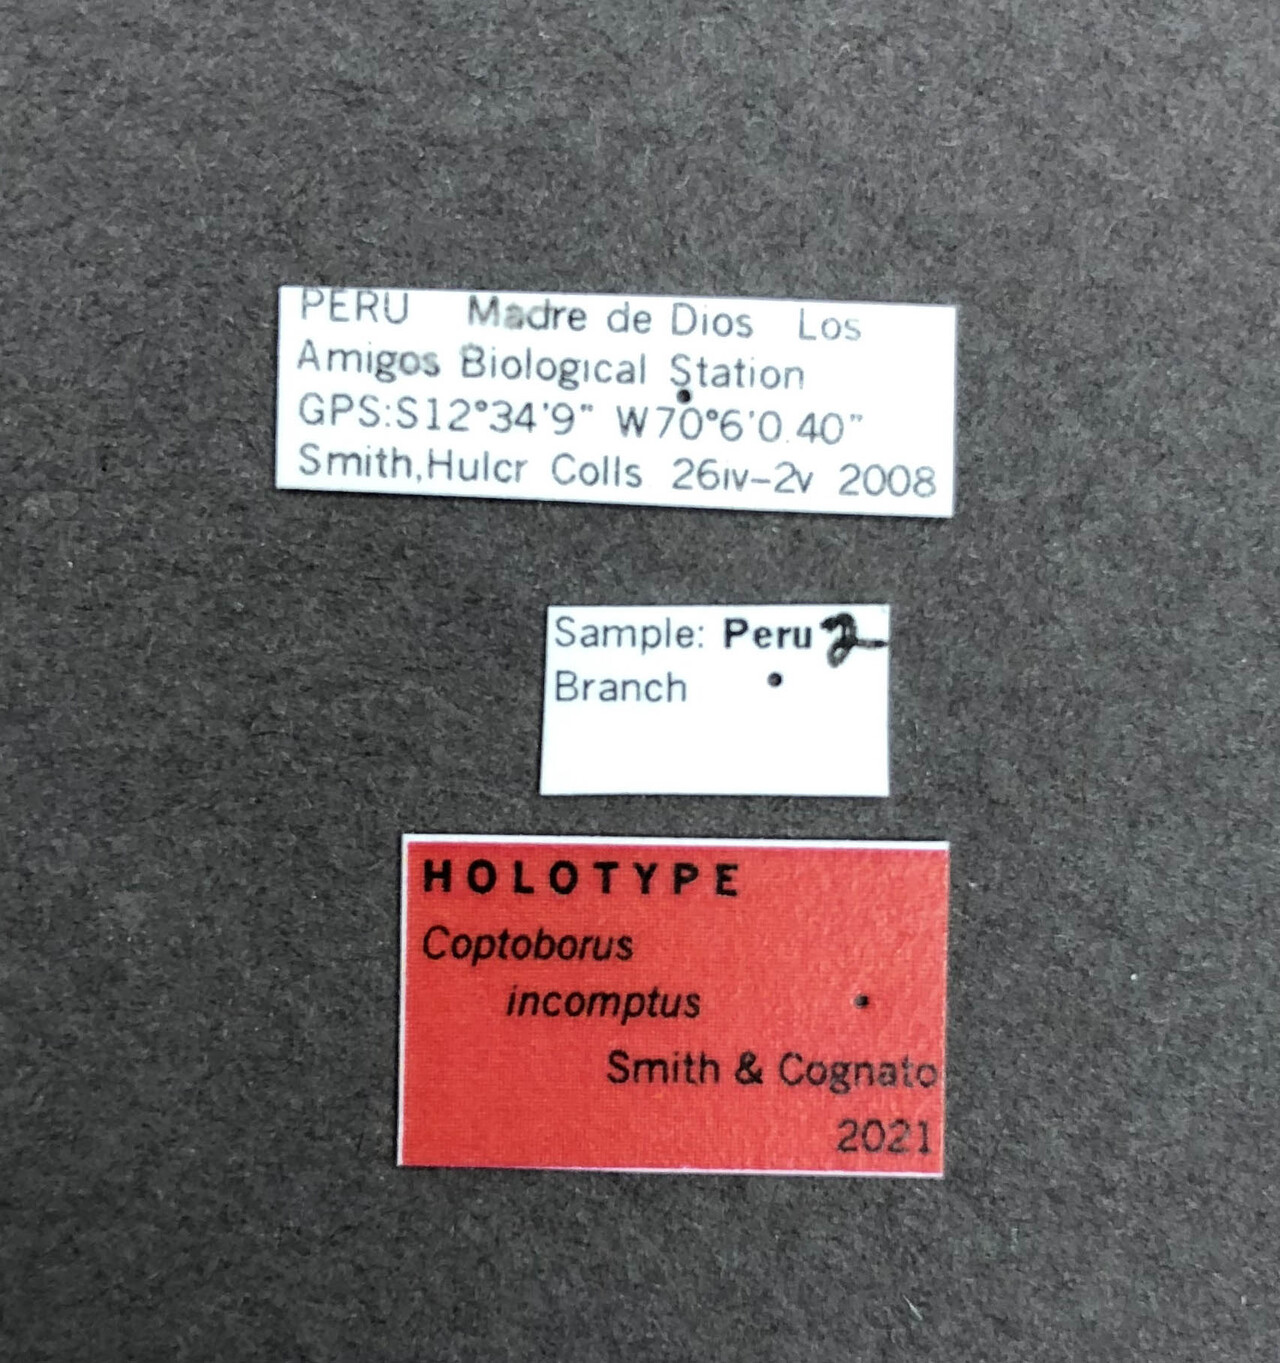 PERU Madre de Dios Los
Amigos Biological Station
GPS:S12°34'9" W70°6'0.40"
Smith,Hulcr Colls 26iv-2v 2008
Sample: Peru 2
Branch
HOLOTYPE
Coptoborus
incomptus
Smith & Cognato
2021